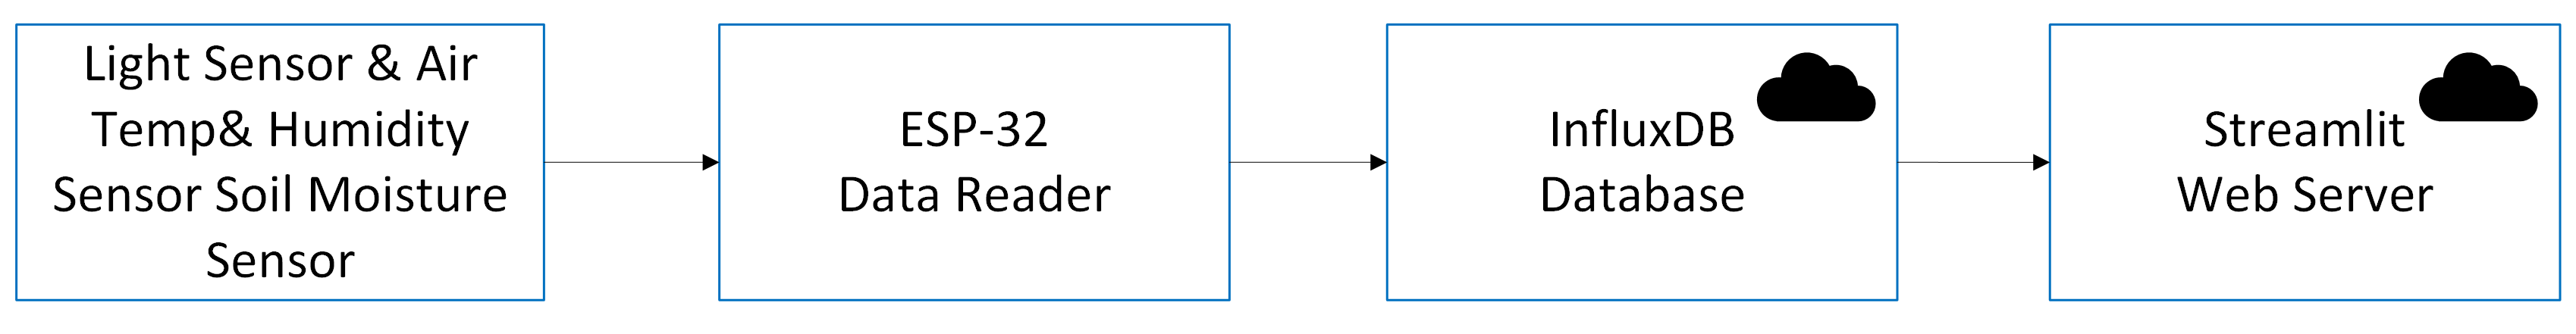 Light Sensor & Air
Temp& Humidity
Sensor Soil Moisture
Sensor
ESP-32
Data Reader
InfluxDB
Database
Streamlit
Web Server